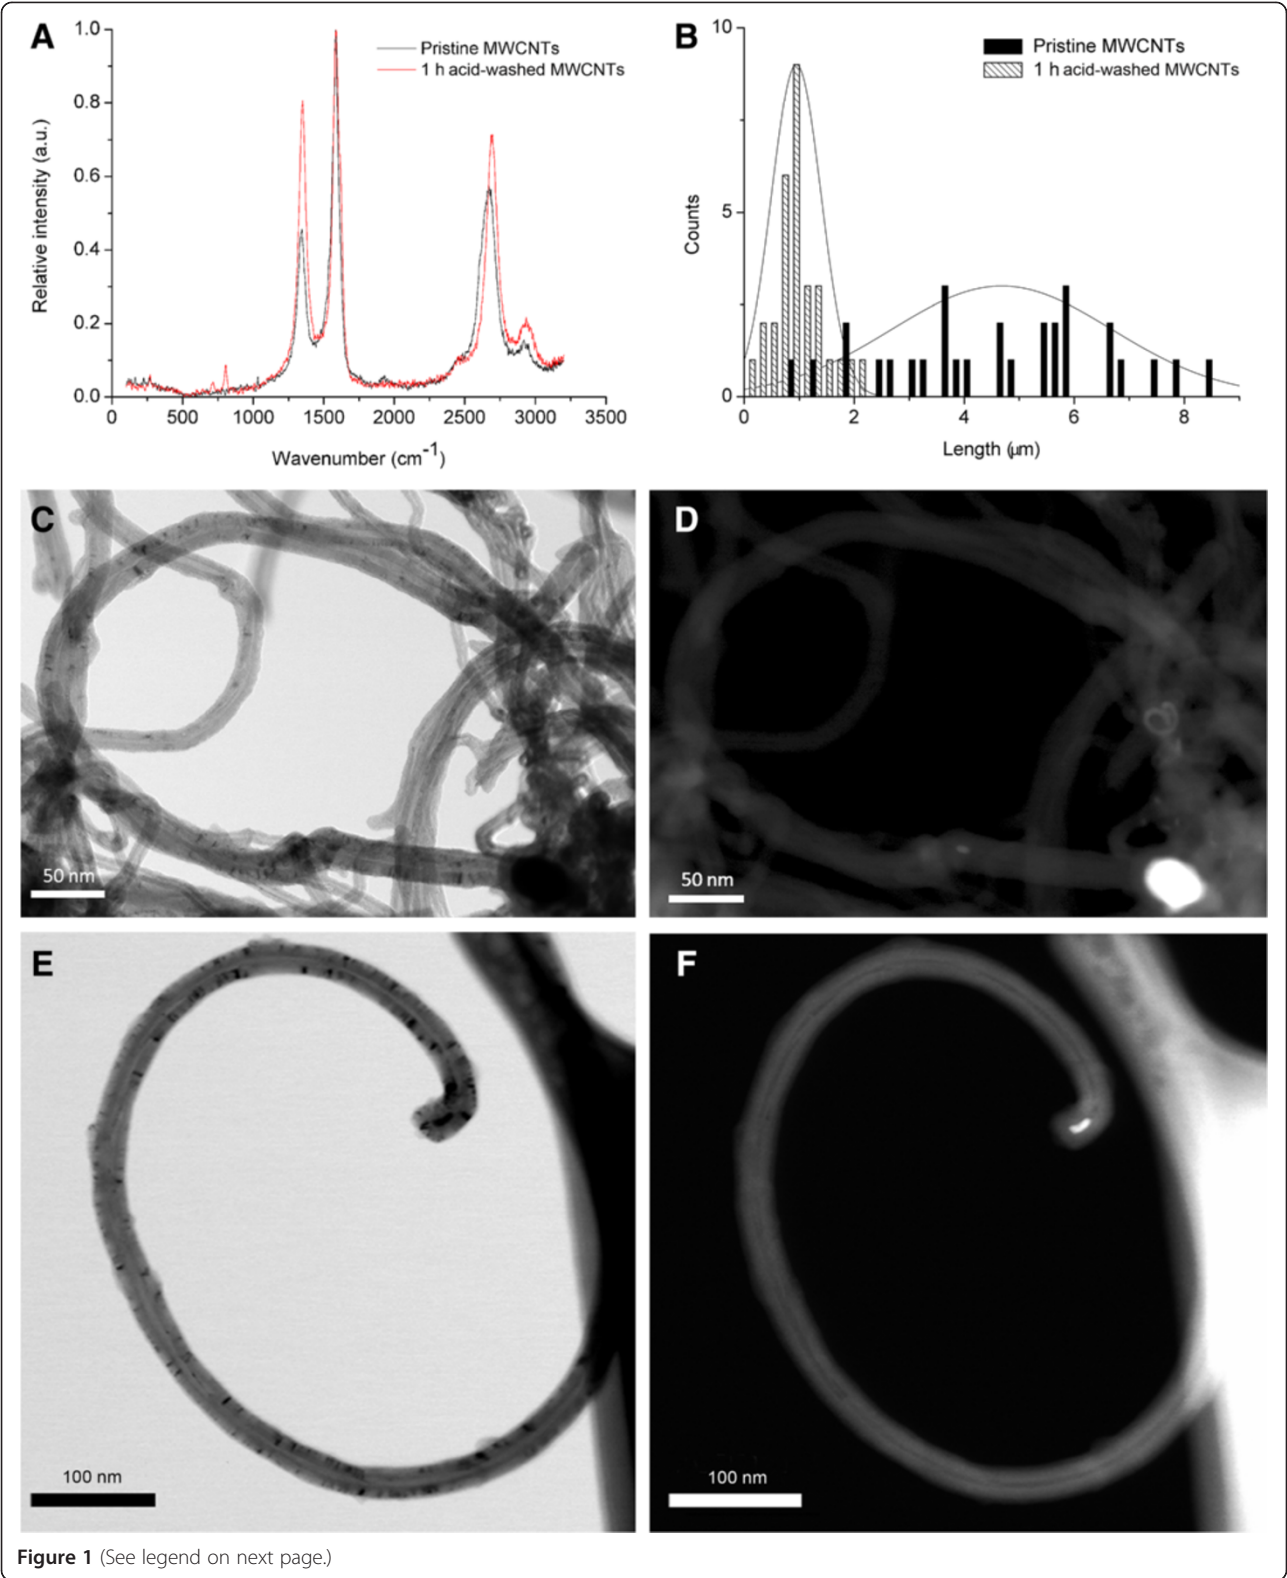 A
1.0
0.8
0.6
0.4
0.2
0.0
Relative intensity (a.u.)
Pristine MWCNTs
1 h acid-washed MWCNTs
0 500 1000 1500 2000 2500 3000 3500
Wavenumber (cm-1)
B
10
5
0
Counts
Pristine MWCNTs
1 h acid-washed MWCNTs
0 2 4 6 8
Length (µm)
C
50 nm
D
50 nm
E
100 nm
F
100 nm
Figure 1 (See legend on next page.)